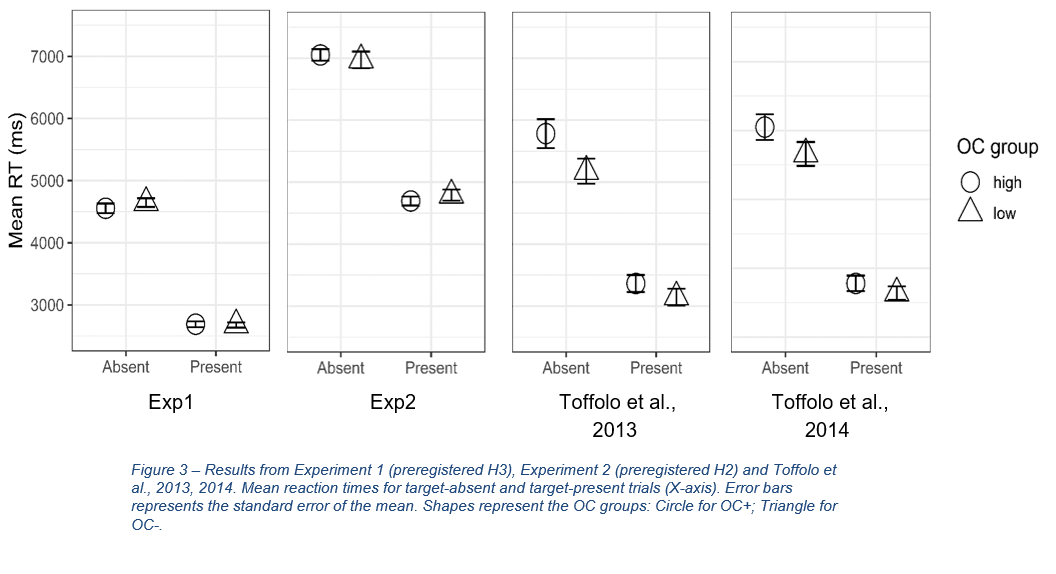 Mean RT (ms)
7000
6000
5000
4000
3000
Absent Present
Absent Present
Absent Present
Absent Present
Exp1
Exp2
Toffolo et al.,
2013
Toffolo et al.,
2014
OC group
high
low
Figure 3 – Results from Experiment 1 (preregistered H3), Experiment 2 (preregistered H2) and Toffolo et
al., 2013, 2014. Mean reaction times for target-absent and target-present trials (X-axis). Error bars
represents the standard error of the mean. Shapes represent the OC groups: Circle for OC+; Triangle for
OC-.